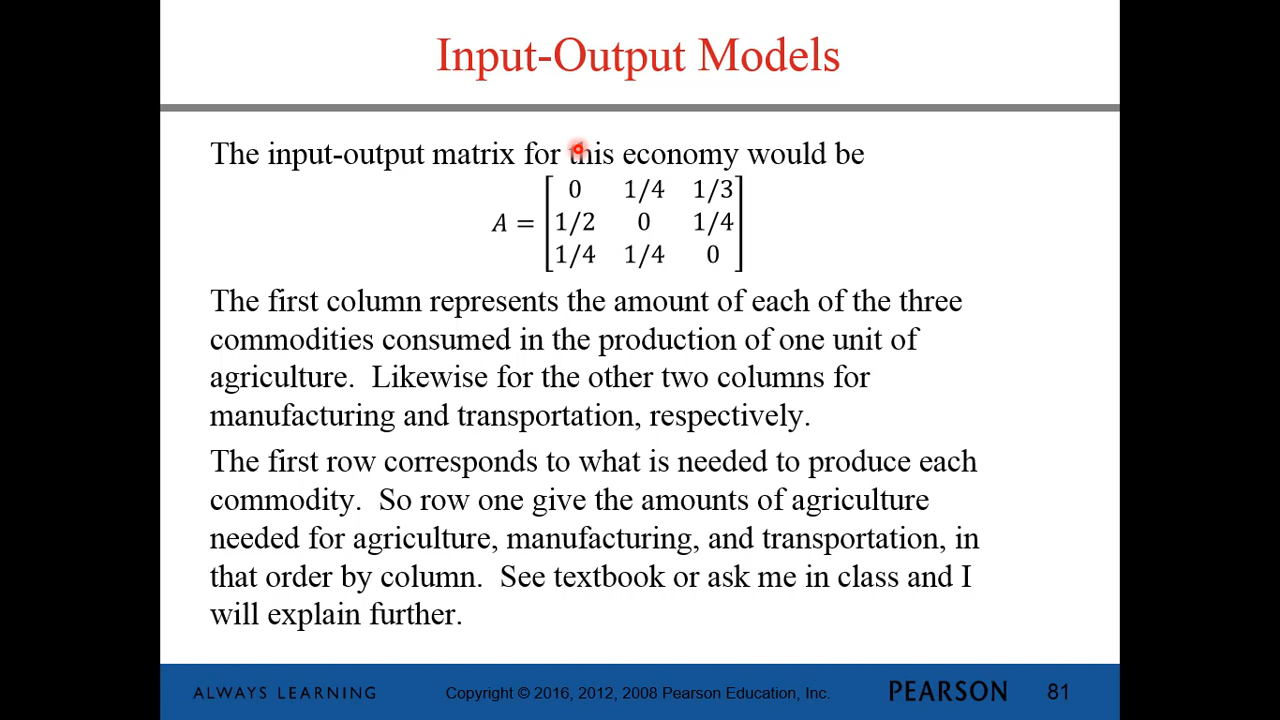 Input-Output Models
The input-output matrix for this economy would be
0 1/4 1/3
A = 1/2 0 1/4
1/4 1/4 0
The first column represents the amount of each of the three
commodities consumed in the production of one unit of
agriculture. Likewise for the other two columns for
manufacturing and transportation, respectively.
The first row corresponds to what is needed to produce each
commodity. So row one give the amounts of agriculture
needed for agriculture, manufacturing, and transportation, in
that order by column. See textbook or ask me in class and I
will explain further.
ALWAYS LEARNING Copyright © 2016, 2012, 2008 Pearson Education, Inc. PEARSON 81